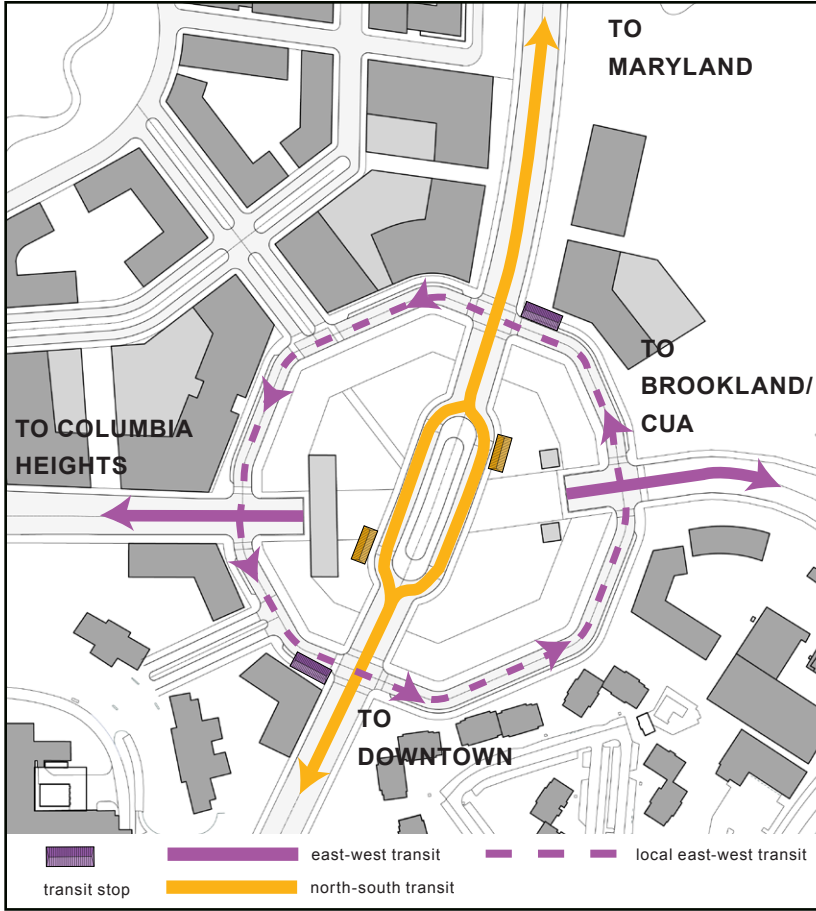 TO
MARYLAND
TO
BROOKLAND/
CUA
TO COLUMBIA
HEIGHTS
TO
DOWNTOWN
east-west transit
local east-west transit
transit stop
north-south transit